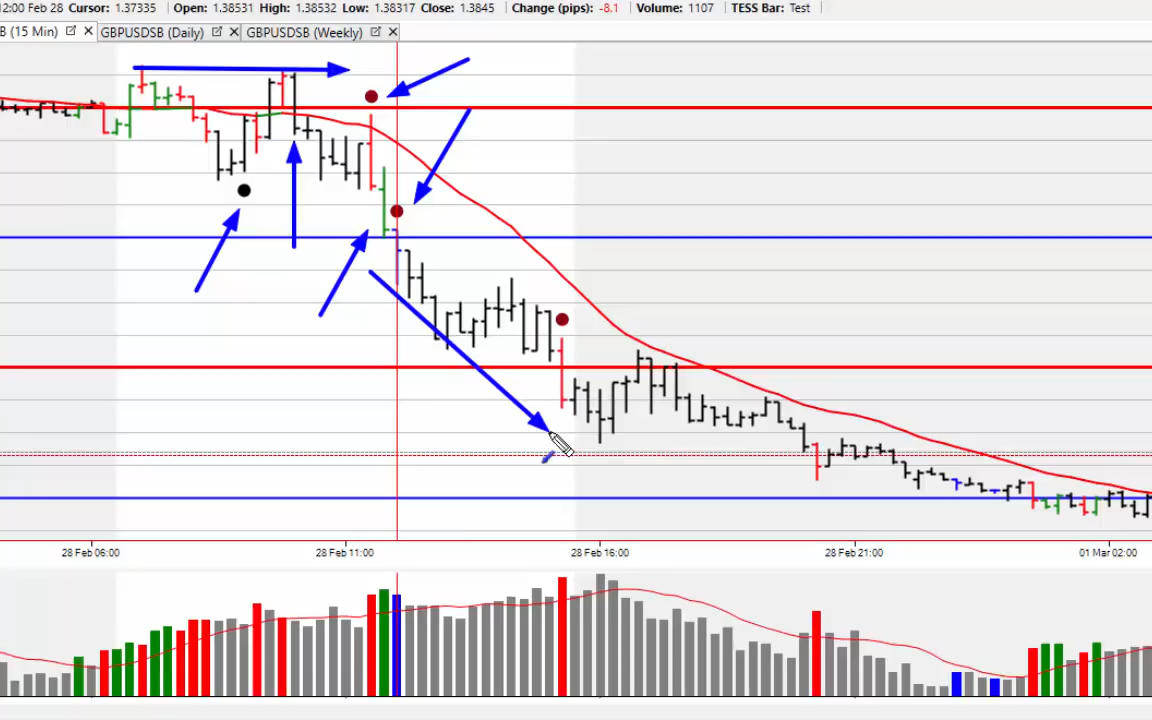 12:00 Feb 28 Cursor: 1.37335 Open: 1.38531 High: 1.38532 Low: 1.38317 Close: 1.3845 Change (pips): -8.1 Volume: 1107 TESS Bar: Test
B (15 Min) GBPUSDSB (Daily) GBPUSDSB (Weekly)
28 Feb 06:00 28 Feb 11:00 28 Feb 16:00 28 Feb 21:00 01 Mar 02:00